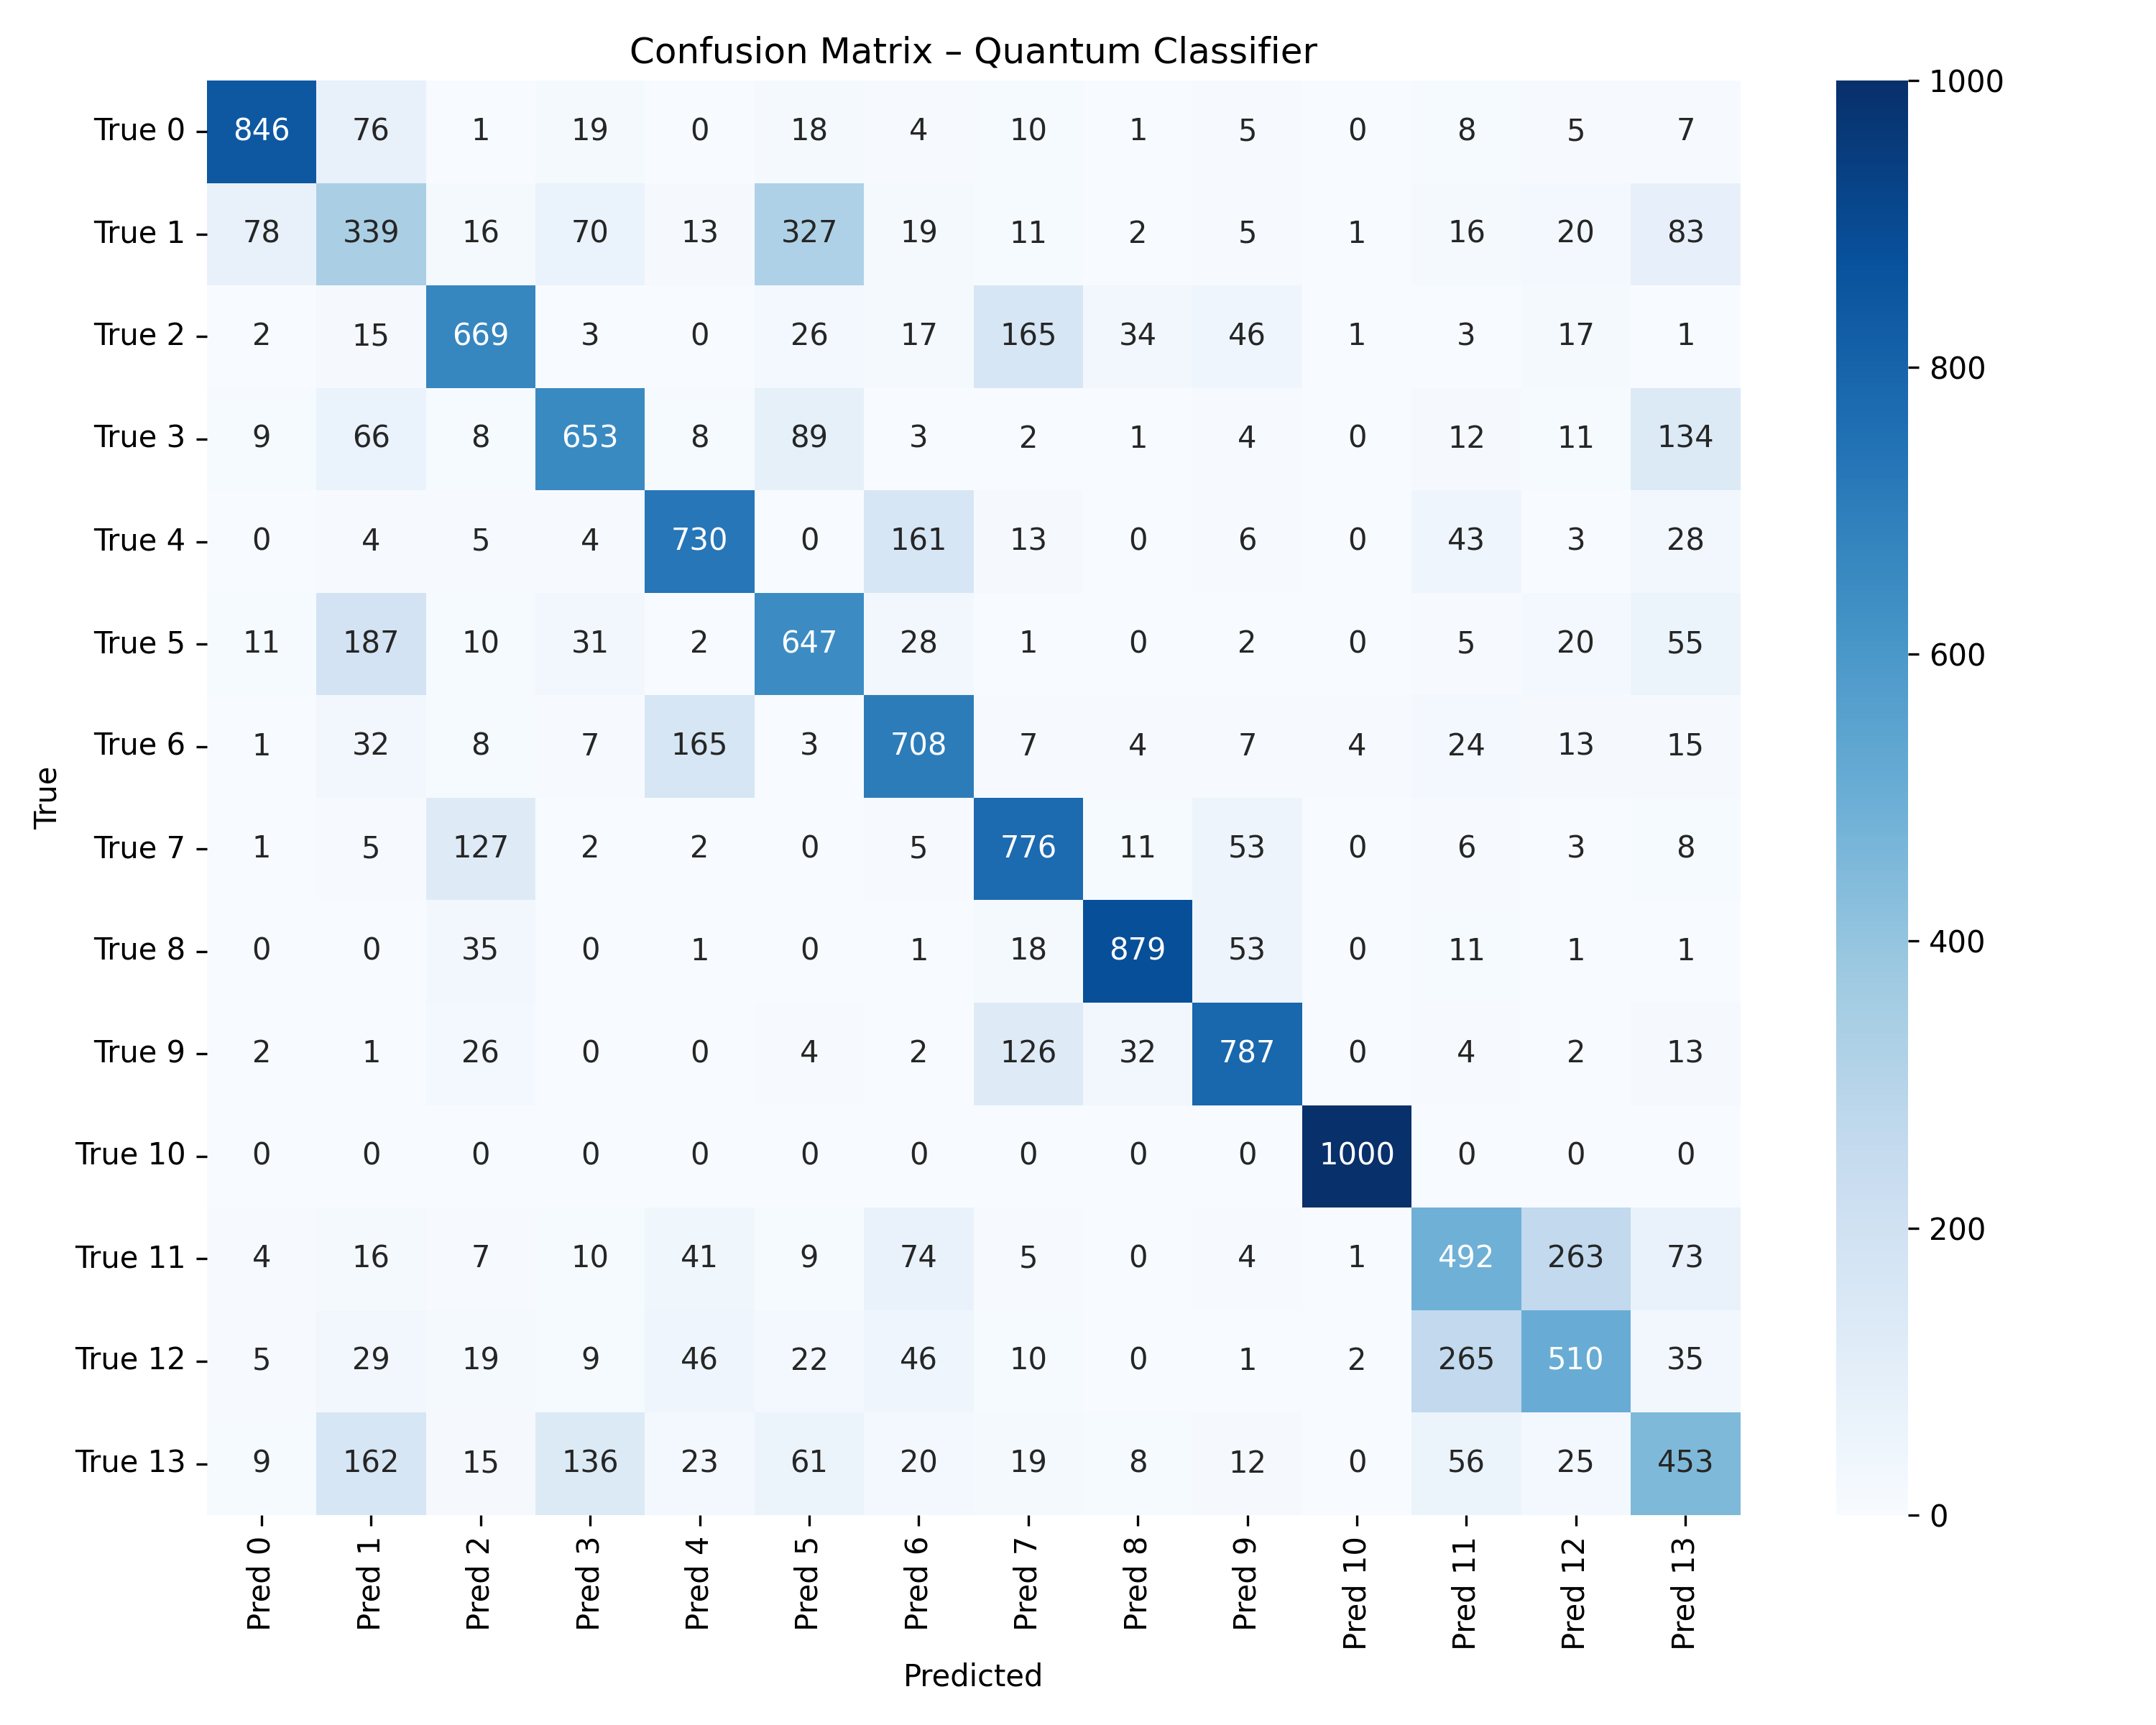 Confusion Matrix – Quantum Classifier
True 0 846 76 1 19 0 18 4 10 1 5 0 8 5 7
True 1 78 339 16 70 13 327 19 11 2 5 1 16 20 83
True 2 2 15 669 3 0 26 17 165 34 46 1 3 17 1
True 3 9 66 8 653 8 89 3 2 1 4 0 12 11 134
True 4 0 4 5 4 730 0 161 13 0 6 0 43 3 28
True 5 11 187 10 31 2 647 28 1 0 2 0 5 20 55
True 6 1 32 8 7 165 3 708 7 4 7 4 24 13 15
True 7 1 5 127 2 2 0 5 776 11 53 0 6 3 8
True 8 0 0 35 0 1 0 1 18 879 53 0 11 1 1
True 9 2 1 26 0 0 4 2 126 32 787 0 4 2 13
True 10 0 0 0 0 0 0 0 0 0 0 1000 0 0 0
True 11 4 16 7 10 41 9 74 5 0 4 1 492 263 73
True 12 5 29 19 9 46 22 46 10 0 1 2 265 510 35
True 13 9 162 15 136 23 61 20 19 8 12 0 56 25 453
Pred 0 Pred 1 Pred 2 Pred 3 Pred 4 Pred 5 Pred 6 Pred 7 Pred 8 Pred 9 Pred 10 Pred 11 Pred 12 Pred 13
Predicted
True
1000
800
600
400
200
0